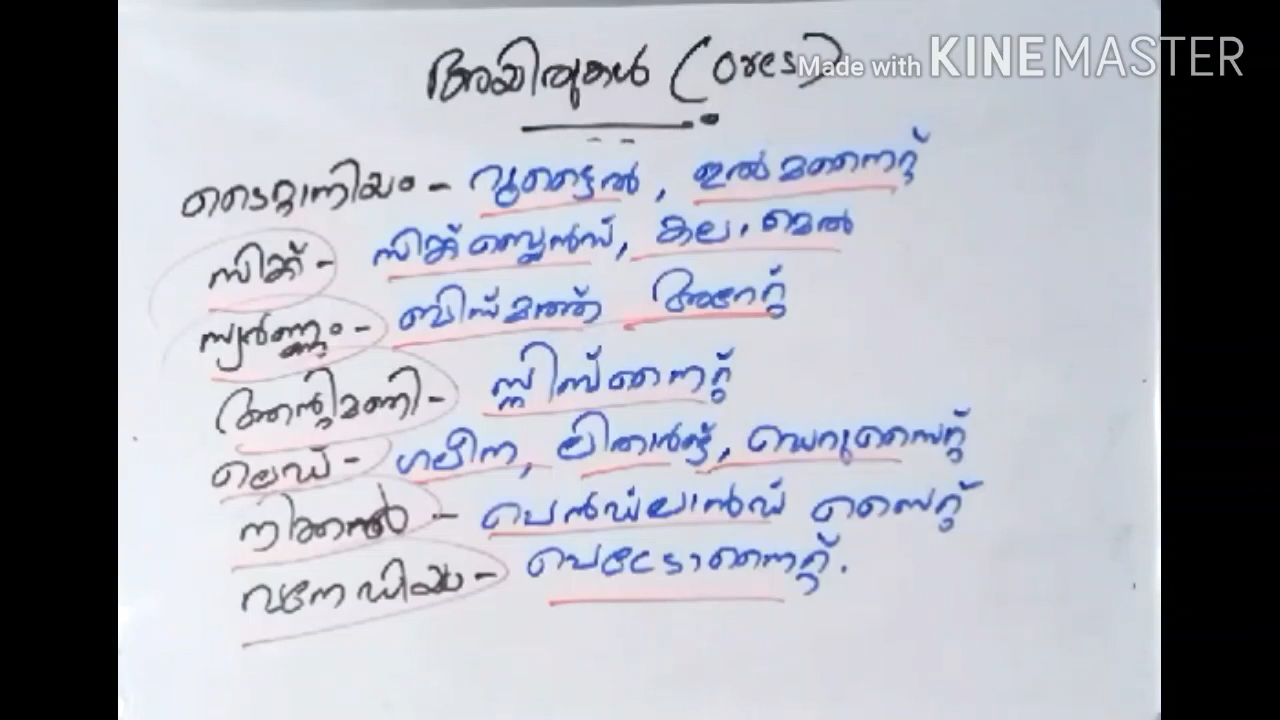 അയിരുകൾ (Ores)
Made with KINEMASTER
ടൈറ്റാനിയം - റൂട്ടൈൽ, ഇൽമനൈറ്റ്
സിങ്ക് - സിങ്ക് ബ്ലെൻഡ്, കലാമൈൻ
സ്വർണ്ണം - ബിസ്മത്ത് അറേറ്റ്
ആന്റിമണി - സ്റ്റിബ്നൈറ്റ്
ലെഡ് - ഗലീന, ലിതാർജ്, സെറുസൈറ്റ്
നിക്കൽ - പെൻഡ്ലാൻഡ് സൈറ്റ്
വനേഡിയം - പെട്രോനൈറ്റ്.